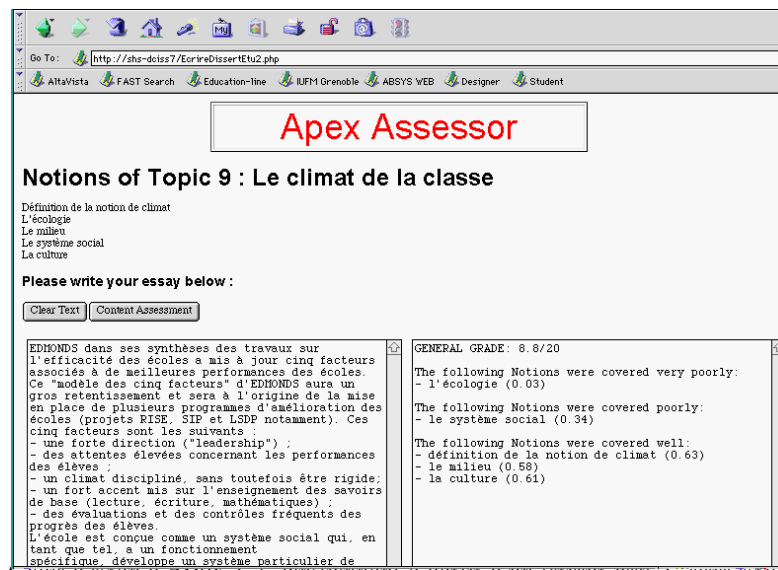 My
Go To: http://shs-dciss7/EcrireDissertEtu2.php
AltaVista FAST Search Education-line IUFM Grenoble ABSYS WEB Designer Student
Apex Assessor
Notions of Topic 9 : Le climat de la classe
Définition de la notion de climat
L'écologie
Le milieu
Le système social
La culture
Please write your essay below :
Clear Text Content Assessment
EDMONDS dans ses synthèses des travaux sur
l'efficacité des écoles a mis à jour cinq facteurs
associés à de meilleures performances des écoles.
Ce "modèle des cinq facteurs" d'EDMONDS aura un
gros retentissement et sera à l'origine de la mise
en place de plusieurs programmes d'amélioration des
écoles (projets RISE, SIP et LSDP notamment). Ces
cinq facteurs sont les suivants :
- une forte direction ("leadership") ;
- des attentes élevées concernant les performances
des élèves ;
- un climat discipliné, sans toutefois être rigide;
- un fort accent mis sur l'enseignement des savoirs
de base (lecture, écriture, mathématiques) ;
- des évaluations et des contrôles fréquents des
progrès des élèves.
L'école est conçue comme un système social qui, en
tant que tel, a un fonctionnement
spécifique, développe un système particulier de
GENERAL GRADE: 8.8/20
The following Notions were covered very poorly:
- l'écologie (0.03)
The following Notions were covered poorly:
- le système social (0.34)
The following Notions were covered well:
- définition de la notion de climat (0.63)
- le milieu (0.58)
- la culture (0.61)